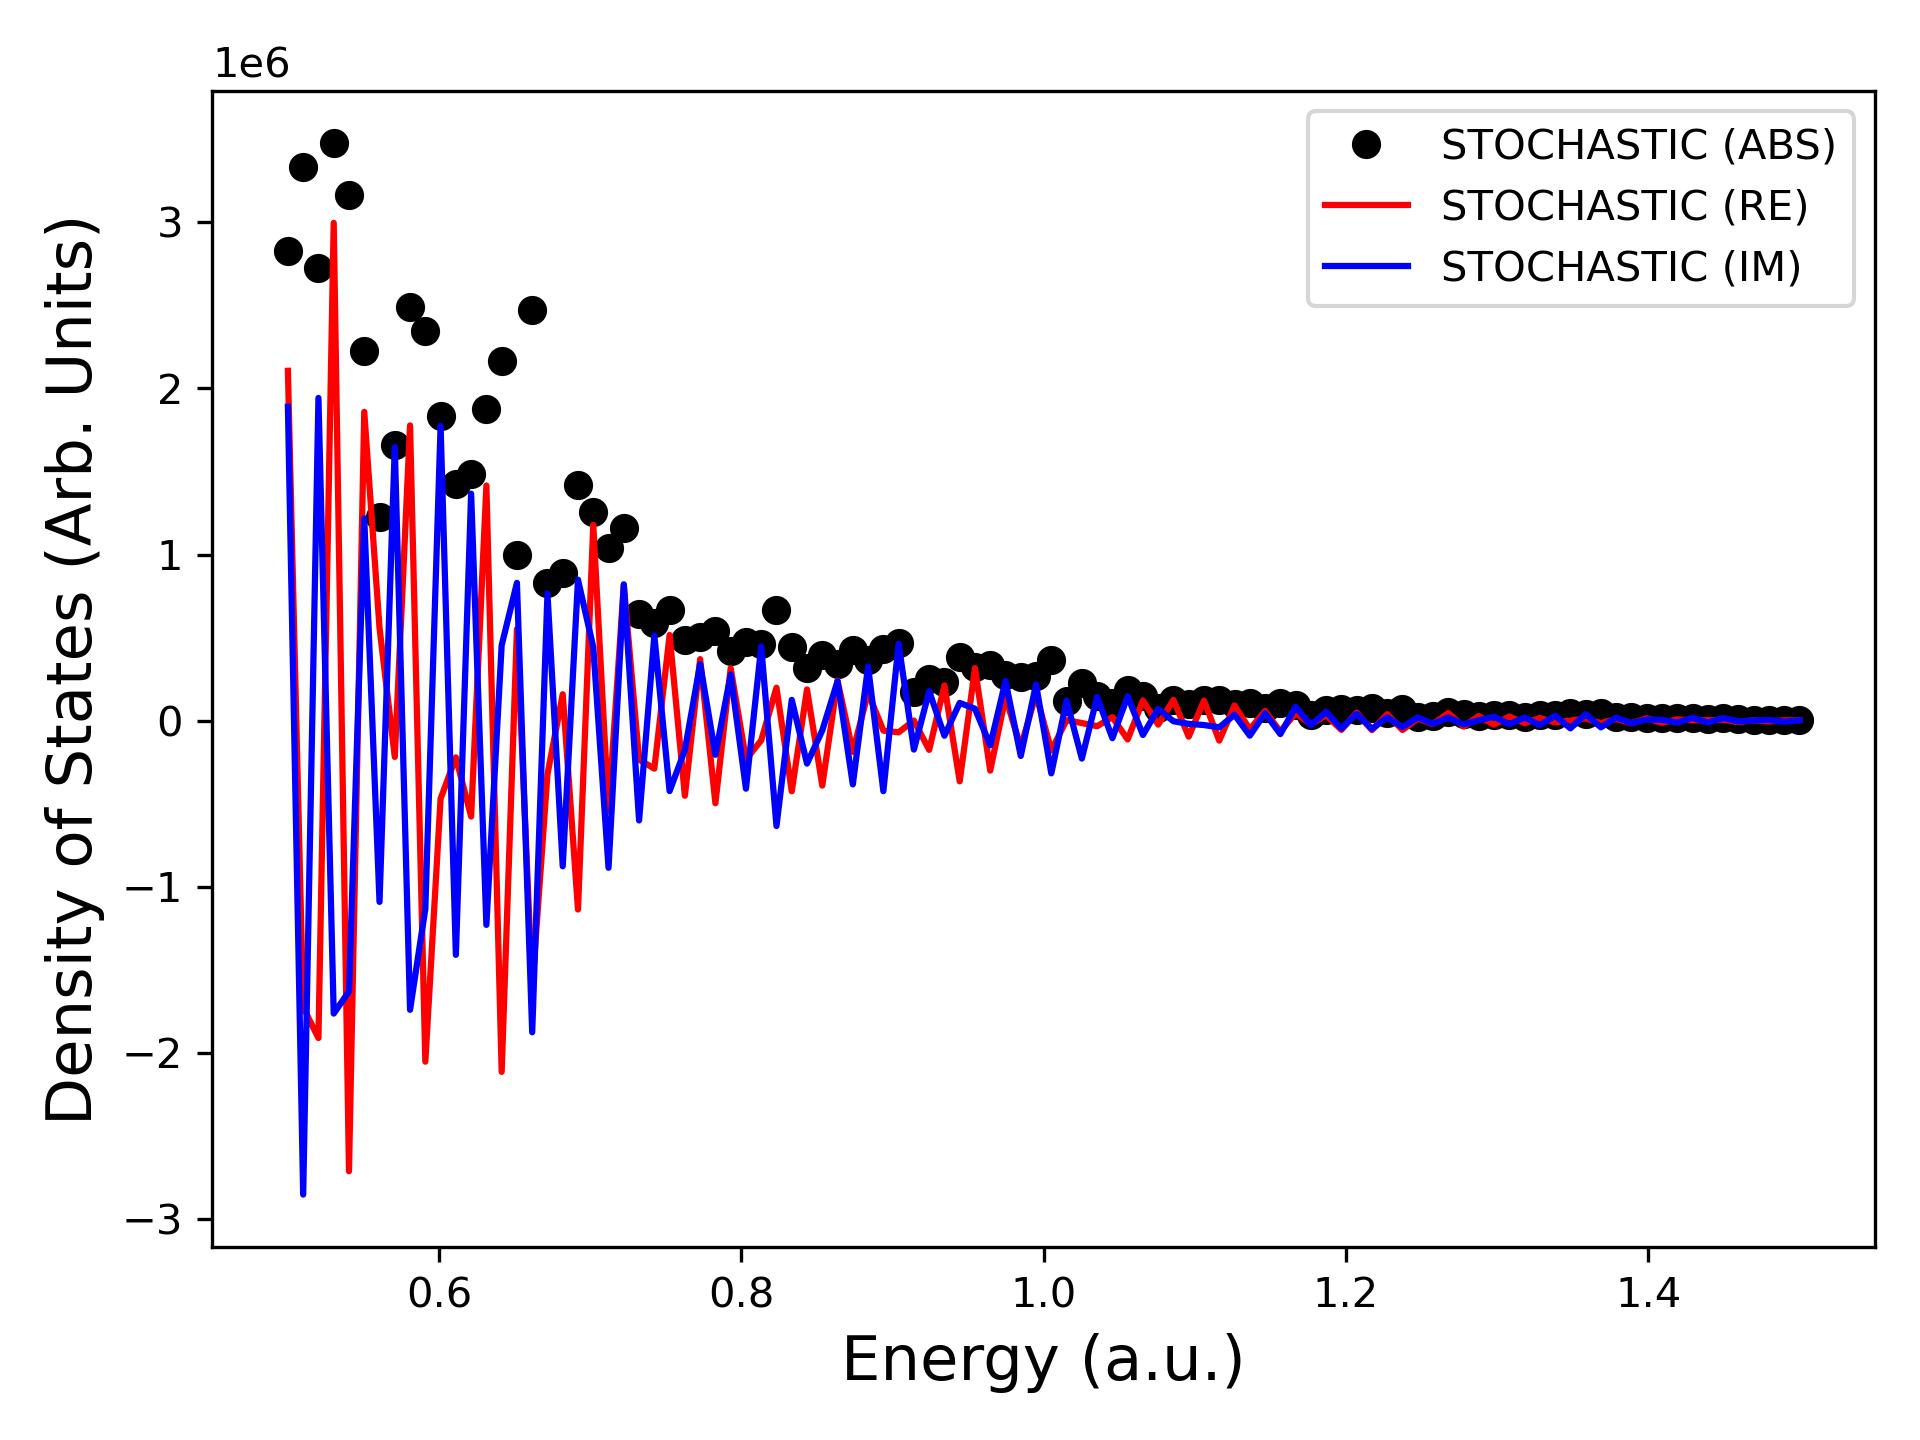 1e6
STOCHASTIC (ABS)
STOCHASTIC (RE)
STOCHASTIC (IM)
Density of States (Arb. Units)
3
2
1
0
−1
−2
−3
0.6 0.8 1.0 1.2 1.4
Energy (a.u.)